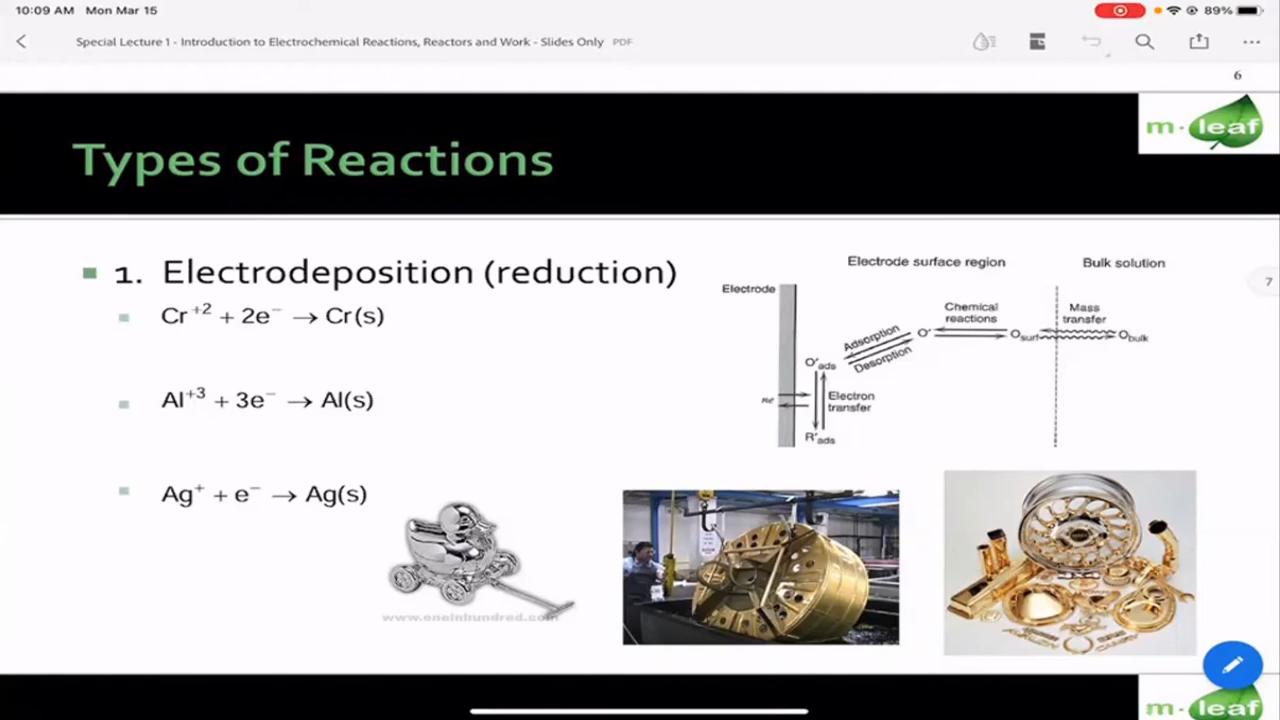 10:09 AM Mon Mar 15
89%
Special Lecture 1 - Introduction to Electrochemical Reactions, Reactors and Work - Slides Only PDF
6
m·leaf
Types of Reactions
1. Electrodeposition (reduction)
Cr⁺² + 2e⁻ → Cr(s)
Al⁺³ + 3e⁻ → Al(s)
Ag⁺ + e⁻ → Ag(s)
Electrode surface region
Bulk solution
Electrode
Chemical
reactions
Mass
transfer
Adsorption
Desorption
O'
Osurf
Obulk
O'ads
ne
Electron
transfer
R'ads
7
www.oneinhundred.com
m·leaf